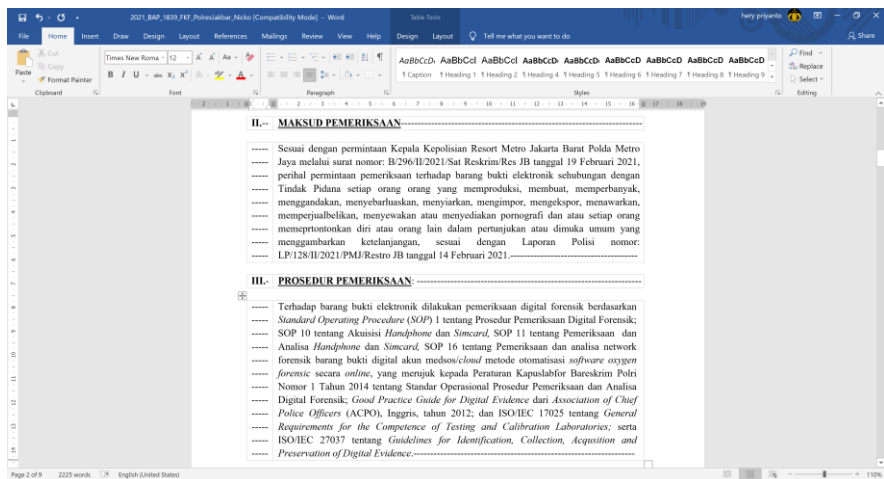 2021_BAP_1839_FKF_PolresJakbar_Nicko [Compatibility Mode] - Word
Table Tools
hery priyanto
File Home Insert Draw Design Layout References Mailings Review View Help Design Layout Tell me what you want to do Share
Cut
Copy
Format Painter
Paste
Times New Roma 12
AaBbCcDi AaBbCcI AaBbCcI AaBbCcDi AaBbCcDi AaBbCcD AaBbCcD AaBbCcD AaBbCcD
¶ Caption ¶ Heading 1 ¶ Heading 2 ¶ Heading 4 ¶ Heading 5 ¶ Heading 6 ¶ Heading 7 ¶ Heading 8 ¶ Heading 9
Find
Replace
Select
Clipboard Font Paragraph Styles Editing
II.-- MAKSUD PEMERIKSAAN------------------------------------------------------------
----- Sesuai dengan permintaan Kepala Kepolisian Resort Metro Jakarta Barat Polda Metro
----- Jaya melalui surat nomor: B/296/II/2021/Sat Reskrim/Res JB tanggal 19 Februari 2021,
----- perihal permintaan pemeriksaan terhadap barang bukti elektronik sehubungan dengan
----- Tindak Pidana setiap orang orang yang memproduksi, membuat, memperbanyak,
----- menggandakan, menyebarluaskan, menyiarkan, mengimpor, mengekspor, menawarkan,
----- memperjualbelikan, menyewakan atau menyediakan pornografi dan atau setiap orang
----- memeprtontonkan diri atau orang lain dalam pertunjukan atau dimuka umum yang
----- menggambarkan ketelanjangan, sesuai dengan Laporan Polisi nomor:
----- LP/128/II/2021/PMJ/Restro JB tanggal 14 Februari 2021.--------------------------------
III.- PROSEDUR PEMERIKSAAN: --------------------------------------------------------
----- Terhadap barang bukti elektronik dilakukan pemeriksaan digital forensik berdasarkan
----- Standard Operating Procedure (SOP) 1 tentang Prosedur Pemeriksaan Digital Forensik;
----- SOP 10 tentang Akuisisi Handphone dan Simcard, SOP 11 tentang Pemeriksaan dan
----- Analisa Handphone dan Simcard, SOP 16 tentang Pemeriksaan dan analisa network
----- forensik barang bukti digital akun medsos/cloud metode otomatisasi software oxygen
----- forensic secara online, yang merujuk kepada Peraturan Kapuslabfor Bareskrim Polri
----- Nomor 1 Tahun 2014 tentang Standar Operasional Prosedur Pemeriksaan dan Analisa
----- Digital Forensik; Good Practice Guide for Digital Evidence dari Association of Chief
----- Police Officers (ACPO), Inggris, tahun 2012; dan ISO/IEC 17025 tentang General
----- Requirements for the Competence of Testing and Calibration Laboratories; serta
----- ISO/IEC 27037 tentang Guidelines for Identification, Collection, Acqusition and
----- Preservation of Digital Evidence.-------------------------------------------------------
Page 2 of 9 2225 words English (United States) 110%